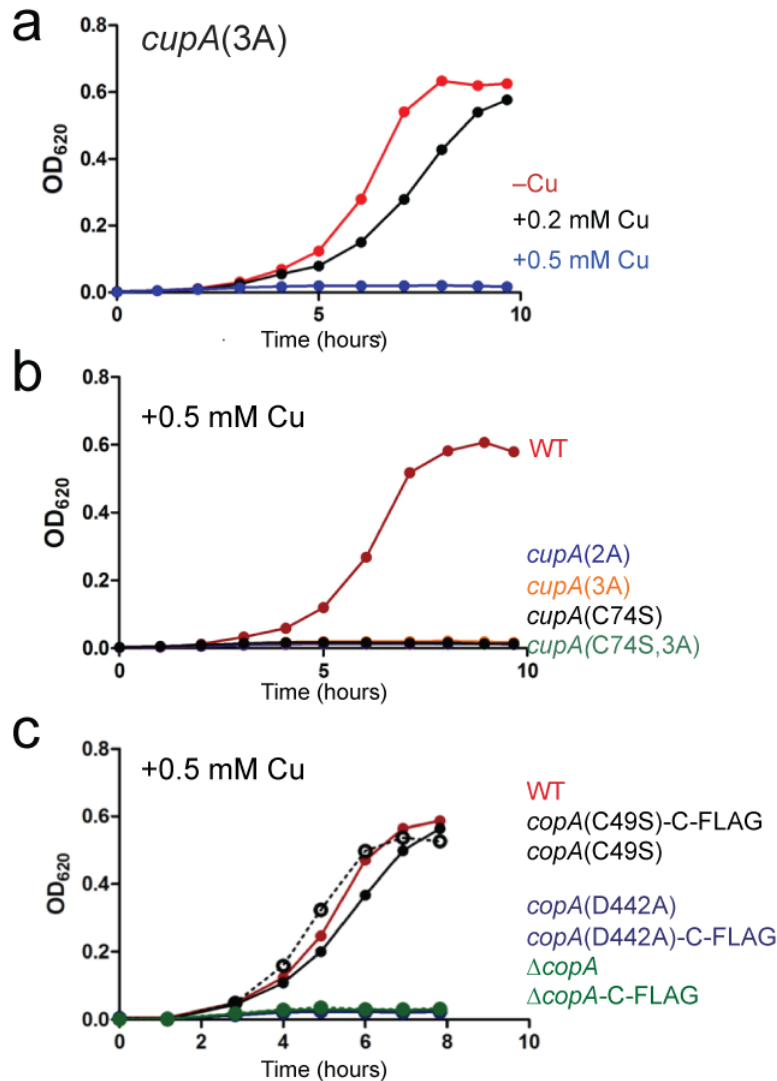 a
cupA(3A)
0.8
0.6
0.4
0.2
0.0
OD620
0
5
10
Time (hours)
–Cu
+0.2 mM Cu
+0.5 mM Cu
b
+0.5 mM Cu
0.8
0.6
0.4
0.2
0.0
OD620
0
5
10
Time (hours)
WT
cupA(2A)
cupA(3A)
cupA(C74S)
cupA(C74S,3A)
c
+0.5 mM Cu
0.8
0.6
0.4
0.2
0.0
OD620
0
2
4
6
8
10
Time (hours)
WT
copA(C49S)-C-FLAG
copA(C49S)
copA(D442A)
copA(D442A)-C-FLAG
ΔcopA
ΔcopA-C-FLAG